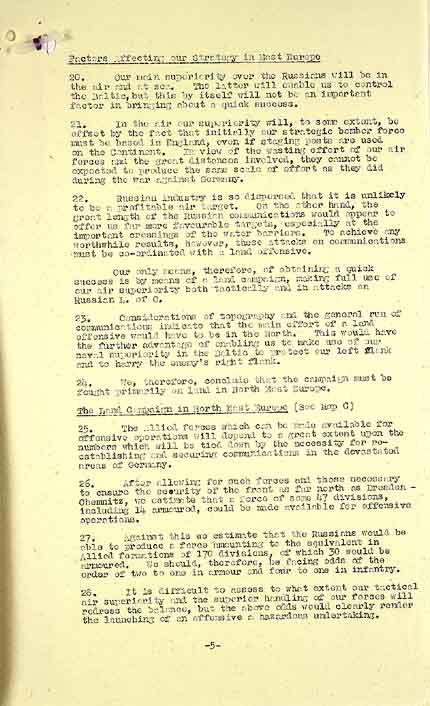 Factors Affecting our Strategy in East Europe
20. Our main superiority over the Russians will be in
the air and at sea. The latter will enable us to control
the Baltic, but this by itself will not be an important
factor in bringing about a quick success.
21. In the air our superiority will, to some extent, be
offset by the fact that initially our strategic bomber force
must be based in England, even if staging posts are used
on the Continent. In view of the wasting effort of our air
forces and the great distances involved, they cannot be
expected to produce the same scale of effort as they did
during the war against Germany.
22. Russian industry is so dispersed that it is unlikely
to be a profitable air target. On the other hand, the
great length of the Russian communications would appear to
offer us far more favourable targets, especially at the
important crossings of the water barriers. To achieve any
worthwhile results, however, these attacks on communications
must be co-ordinated with a land offensive.
Our only means, therefore, of obtaining a quick
success is by means of a land campaign, making full use of
our air superiority both tactically and in attacks on
Russian L. of C.
23. Considerations of topography and the general run of
communications indicate that the main effort of a land
offensive would have to be in the North. This would have
the further advantage of enabling us to make use of our
naval superiority in the Baltic to protect our left flank
and to harry the enemy's right flank.
24. We, therefore, conclude that the campaign must be
fought primarily on land in North East Europe.
The Land Campaign in North East Europe (See Map C)
25. The Allied forces which can be made available for
offensive operations will depend to a great extent upon the
numbers which will be tied down by the necessity for re-
establishing and securing communications in the devastated
areas of Germany.
26. After allowing for such forces and those necessary
to ensure the security of the front as far north as Dresden -
Chemnitz, we estimate that a force of some 47 divisions,
including 14 armoured, could be made available for offensive
operations.
27. Against this we estimate that the Russians would be
able to produce a force amounting to the equivalent in
Allied formations of 170 divisions, of which 30 would be
armoured. We should, therefore, be facing odds of the
order of two to one in armour and four to one in infantry.
28. It is difficult to assess to what extent our tactical
air superiority and the superior handling of our forces will
redress the balance, but the above odds would clearly render
the launching of an offensive a hazardous undertaking.
-5-